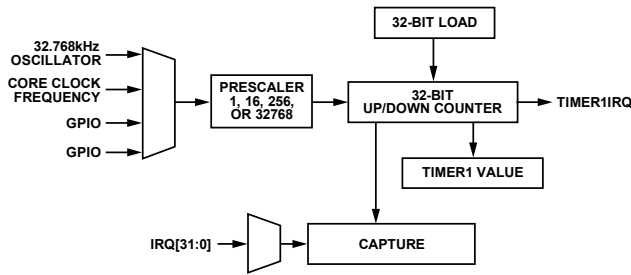 32-BIT LOAD
32.768kHz
OSCILLATOR
CORE CLOCK
FREQUENCY
GPIO
GPIO
PRESCALER
1, 16, 256,
OR 32768
32-BIT
UP/DOWN COUNTER
TIMER1IRQ
TIMER1 VALUE
IRQ[31:0]
CAPTURE